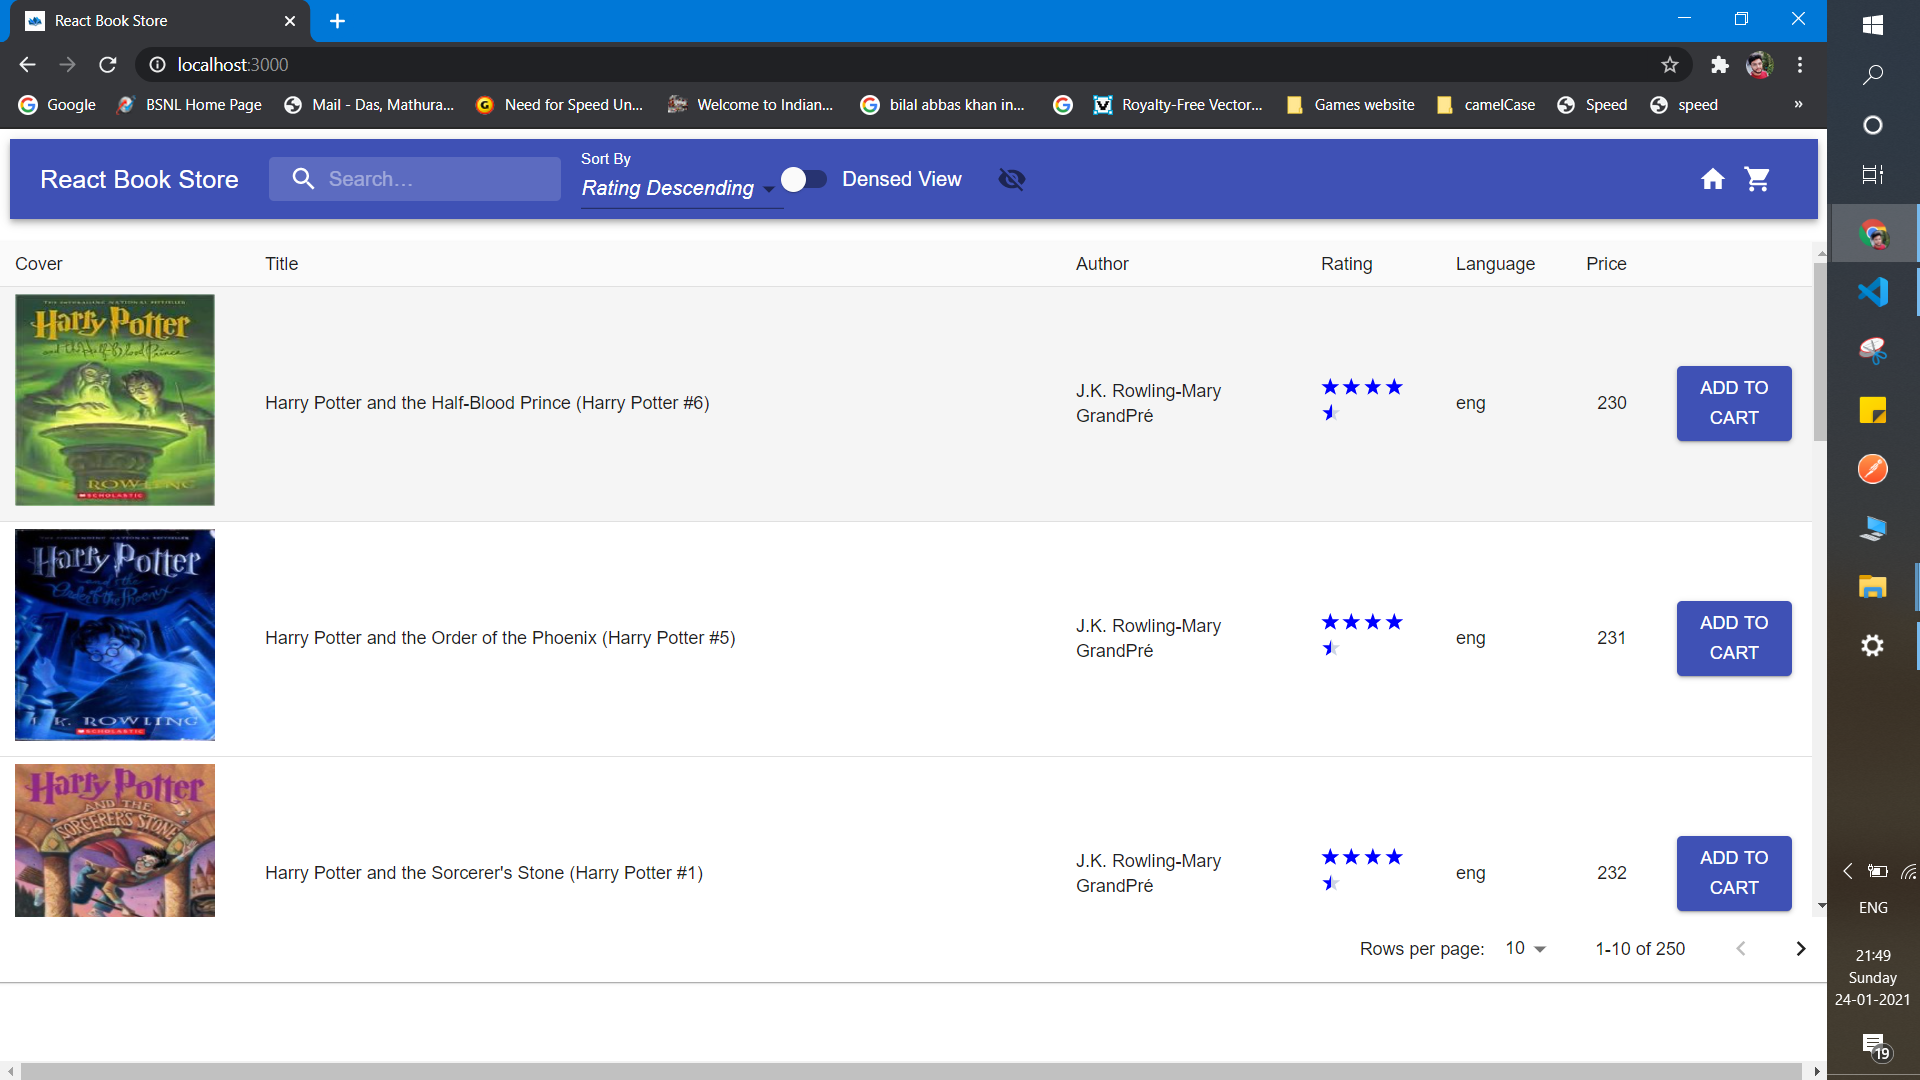 React Book Store
localhost:3000
Google
BSNL Home Page
Mail - Das, Mathura...
Need for Speed Un...
Welcome to Indian...
bilal abbas khan in...
Royalty-Free Vector...
Games website
camelCase
Speed
speed
»
React Book Store
Search...
Sort By
Rating Descending
Densed View
Cover
Title
Author
Rating
Language
Price
Harry Potter
and the Half-Blood Prince
J.K. ROWLING
SCHOLASTIC
Harry Potter and the Half-Blood Prince (Harry Potter #6)
J.K. Rowling-Mary
GrandPré
eng
230
ADD TO
CART
Harry Potter
and the
Order of the Phoenix
J. K. ROWLING
SCHOLASTIC
Harry Potter and the Order of the Phoenix (Harry Potter #5)
J.K. Rowling-Mary
GrandPré
eng
231
ADD TO
CART
Harry Potter
AND THE
SORCERER'S STONE
Harry Potter and the Sorcerer's Stone (Harry Potter #1)
J.K. Rowling-Mary
GrandPré
eng
232
ADD TO
CART
Rows per page: 10
1-10 of 250
ENG
21:49
Sunday
24-01-2021
19